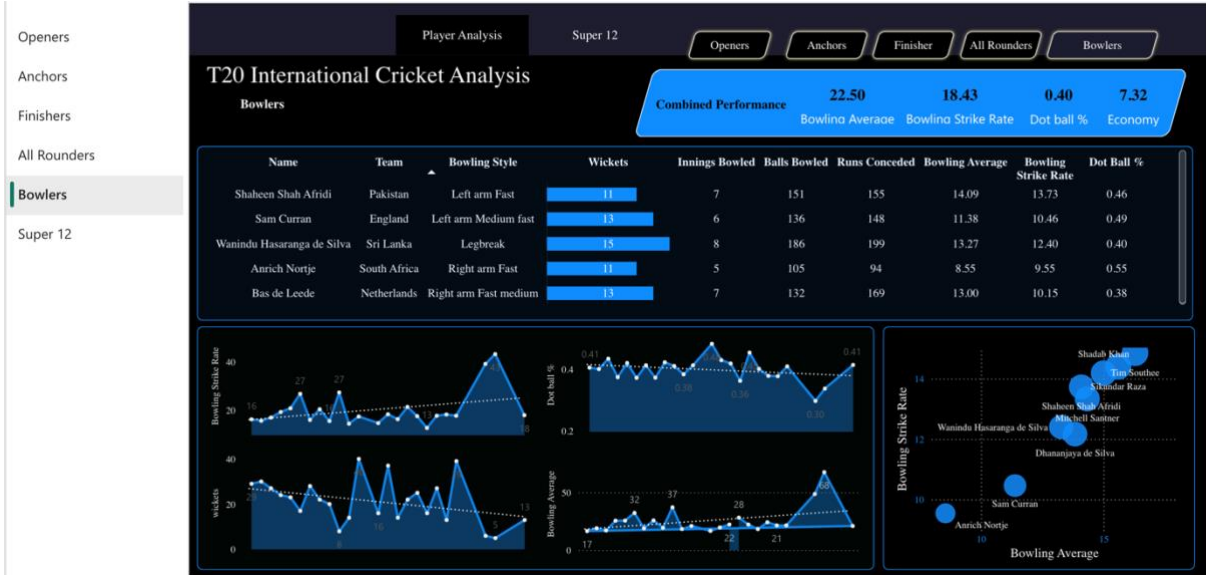 Openers
Anchors
Finishers
All Rounders
Bowlers
Super 12
Player Analysis Super 12 Openers Anchors Finisher All Rounders Bowlers
T20 International Cricket Analysis
Bowlers
Combined Performance
22.50 18.43 0.40 7.32
Bowling Average Bowling Strike Rate Dot ball % Economy
Name Team Bowling Style Wickets Innings Bowled Balls Bowled Runs Conceded Bowling Average Bowling Strike Rate Dot Ball %
Shaheen Shah Afridi Pakistan Left arm Fast 11 7 151 155 14.09 13.73 0.46
Sam Curran England Left arm Medium fast 13 6 136 148 11.38 10.46 0.49
Wanindu Hasaranga de Silva Sri Lanka Legbreak 15 8 186 199 13.27 12.40 0.40
Anrich Nortje South Africa Right arm Fast 11 5 105 94 8.55 9.55 0.55
Bas de Leede Netherlands Right arm Fast medium 13 7 132 169 13.00 10.15 0.38
Bowling Strike Rate
40
20
16 27 27 13 43 18
Dot ball %
0.4
0.2
0.41 0.38 0.36 0.30 0.41
wickets
40
20
0
29 8 16 5 13
Bowling Average
50
0
17 32 37 22 28 21 68
Bowling Strike Rate
14
12
10
Shadab Khan
Tim Southee
Sikandar Raza
Shaheen Shah Afridi
Mitchell Santner
Wanindu Hasaranga de Silva
Dhananjaya de Silva
Sam Curran
Anrich Nortje
10 15
Bowling Average